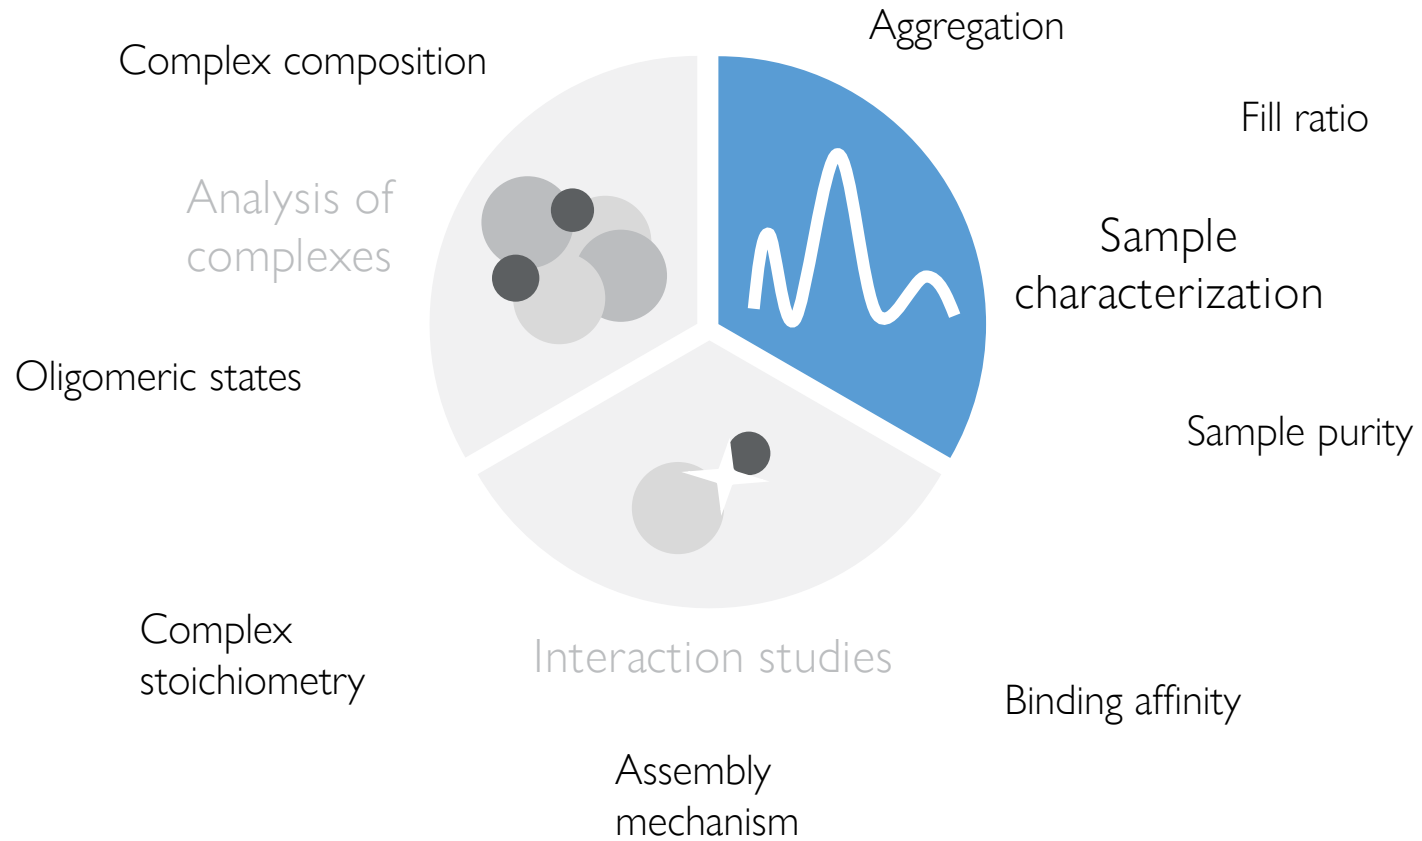 Aggregation
Complex composition
Fill ratio
Analysis of
complexes
Sample
characterization
Oligomeric states
Sample purity
Complex
stoichiometry
Interaction studies
Binding affinity
Assembly
mechanism